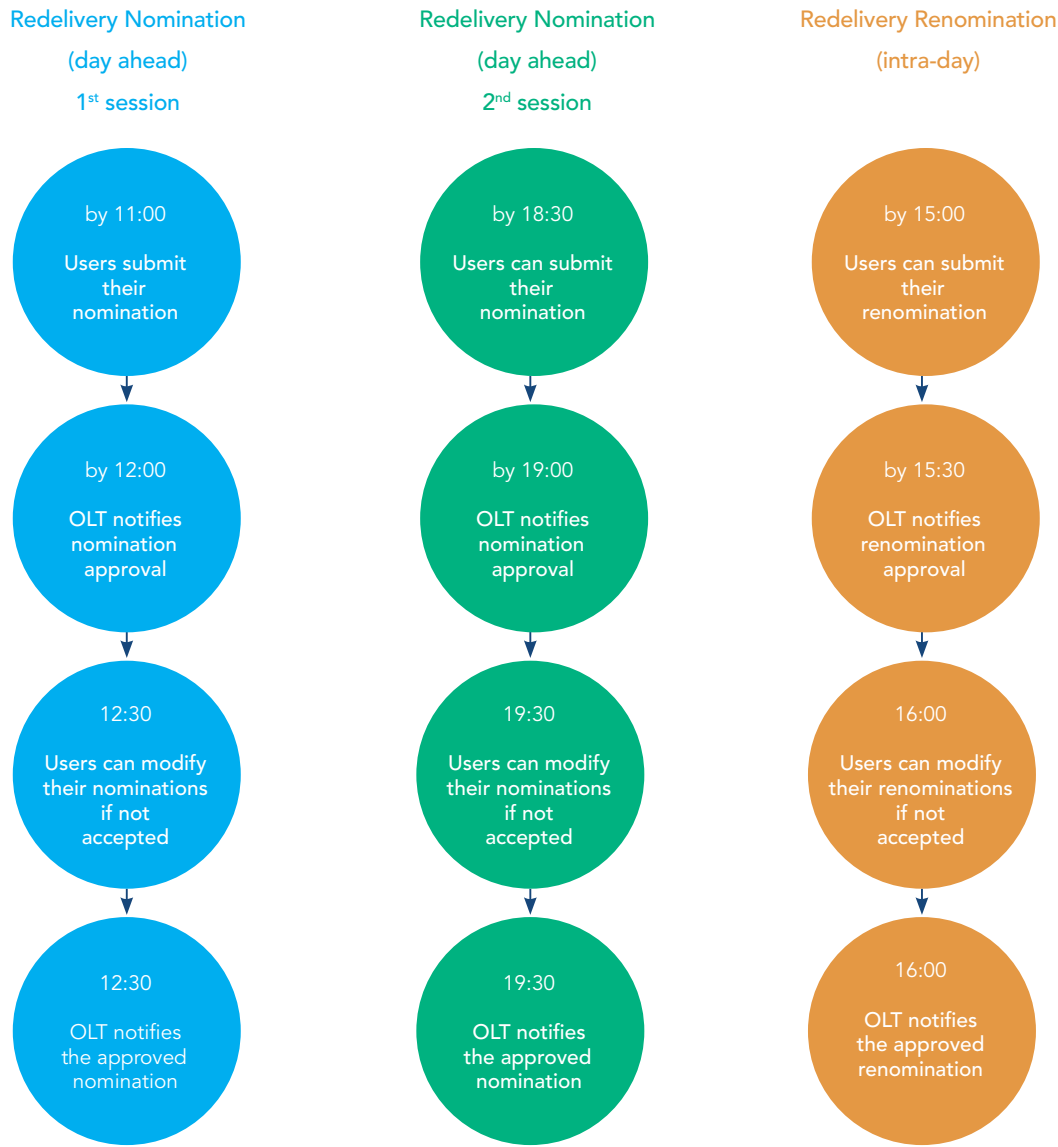 Redelivery Nomination
(day ahead)
1st session
by 11:00
Users submit
their
nomination
by 12:00
OLT notifies
nomination
approval
12:30
Users can modify
their nominations
if not
accepted
12:30
OLT notifies
the approved
nomination
Redelivery Nomination
(day ahead)
2nd session
by 18:30
Users can submit
their
nomination
by 19:00
OLT notifies
nomination
approval
19:30
Users can modify
their nominations
if not
accepted
19:30
OLT notifies
the approved
nomination
Redelivery Renomination
(intra-day)
by 15:00
Users can submit
their
renomination
by 15:30
OLT notifies
renomination
approval
16:00
Users can modify
their renominations
if not
accepted
16:00
OLT notifies
the approved
renomination